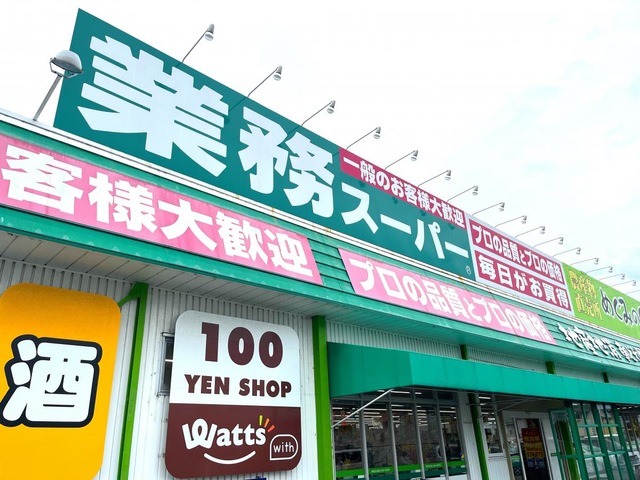 業務スーパー
一般のお客様大歓迎
プロの品質とプロの価格
毎日がお買得
客様大歓迎
プロの品質とプロの価格
酒
100
YEN SHOP
Watts
with